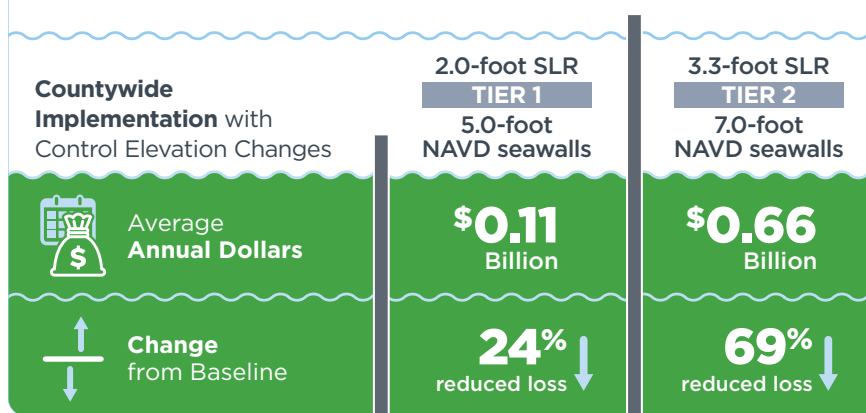 Countywide
Implementation with
Control Elevation Changes
2.0-foot SLR
TIER 1
5.0-foot
NAVD seawalls
3.3-foot SLR
TIER 2
7.0-foot
NAVD seawalls
$
Average
Annual Dollars
$0.11
Billion
$0.66
Billion
Change
from Baseline
24%
reduced loss
69%
reduced loss